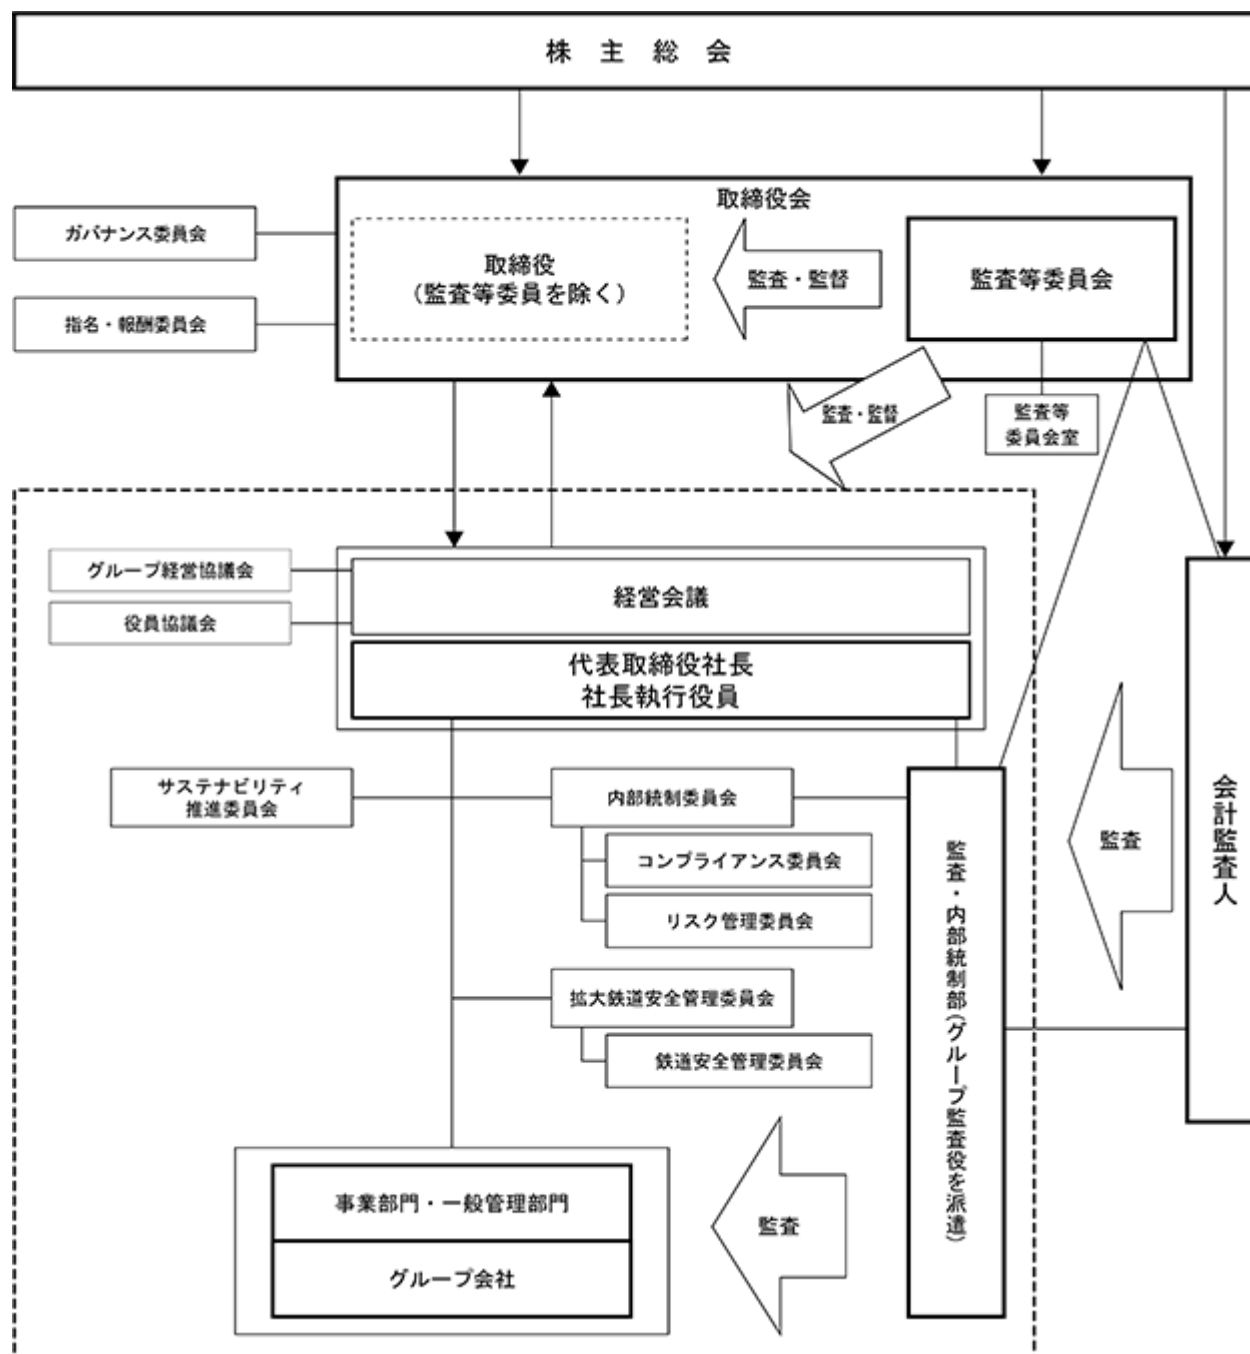 株主総会
取締役会
ガバナンス委員会
指名・報酬委員会
取締役
(監査等委員を除く)
監査・監督
監査等委員会
監査・監督
監査等
委員会室
グループ経営協議会
役員協議会
経営会議
代表取締役社長
社長執行役員
サステナビリティ
推進委員会
内部統制委員会
コンプライアンス委員会
リスク管理委員会
拡大鉄道安全管理委員会
鉄道安全管理委員会
監査・内部統制部(グループ監査役を派遣)
監査
会計監査人
事業部門・一般管理部門
グループ会社
監査